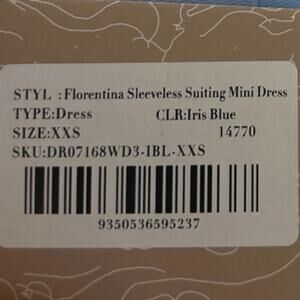 STYL :Florentina Sleeveless Suiting Mini Dress
TYPE:Dress CLR:Iris Blue
SIZE:XXS 14770
SKU:DR07168WD3-IBL-XXS
9350536595237